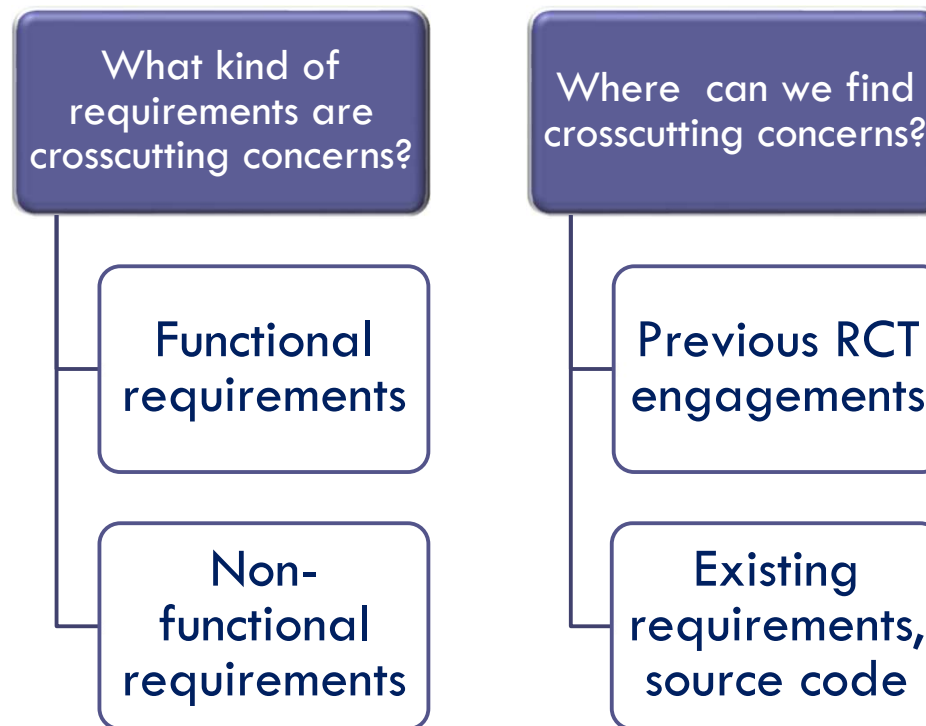 What kind of
requirements are
crosscutting concerns?
Functional
requirements
Non-
functional
requirements
Where can we find
crosscutting concerns?
Previous RCT
engagements
Existing
requirements,
source code